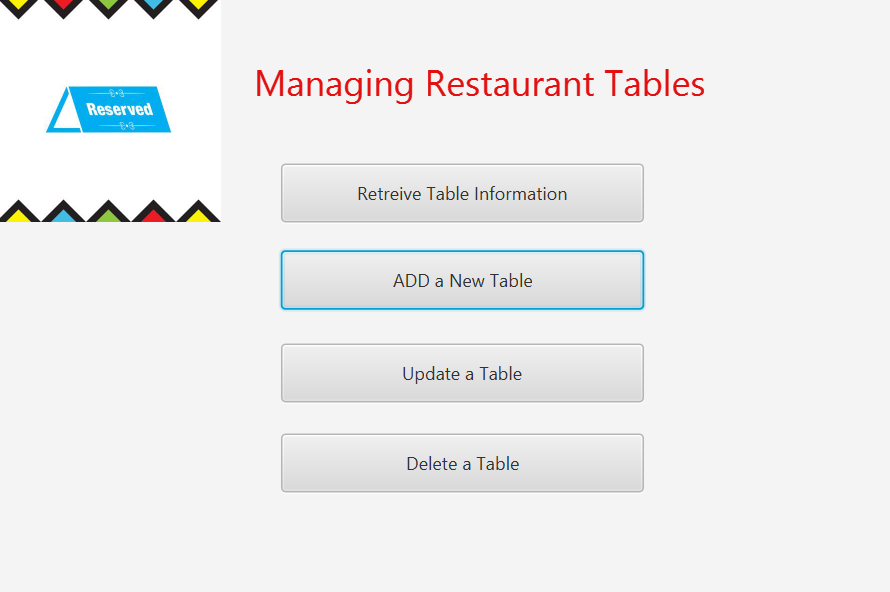 Reserved
Managing Restaurant Tables
Retreive Table Information
ADD a New Table
Update a Table
Delete a Table